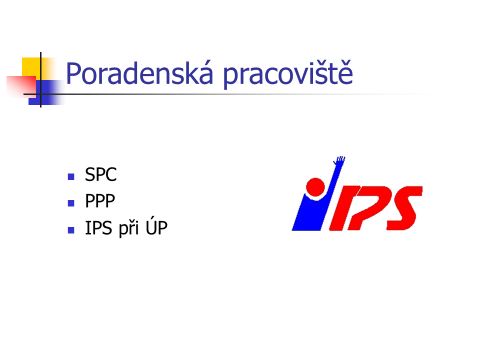 Poradenská pracoviště
SPC
PPP
IPS při ÚP
IPS